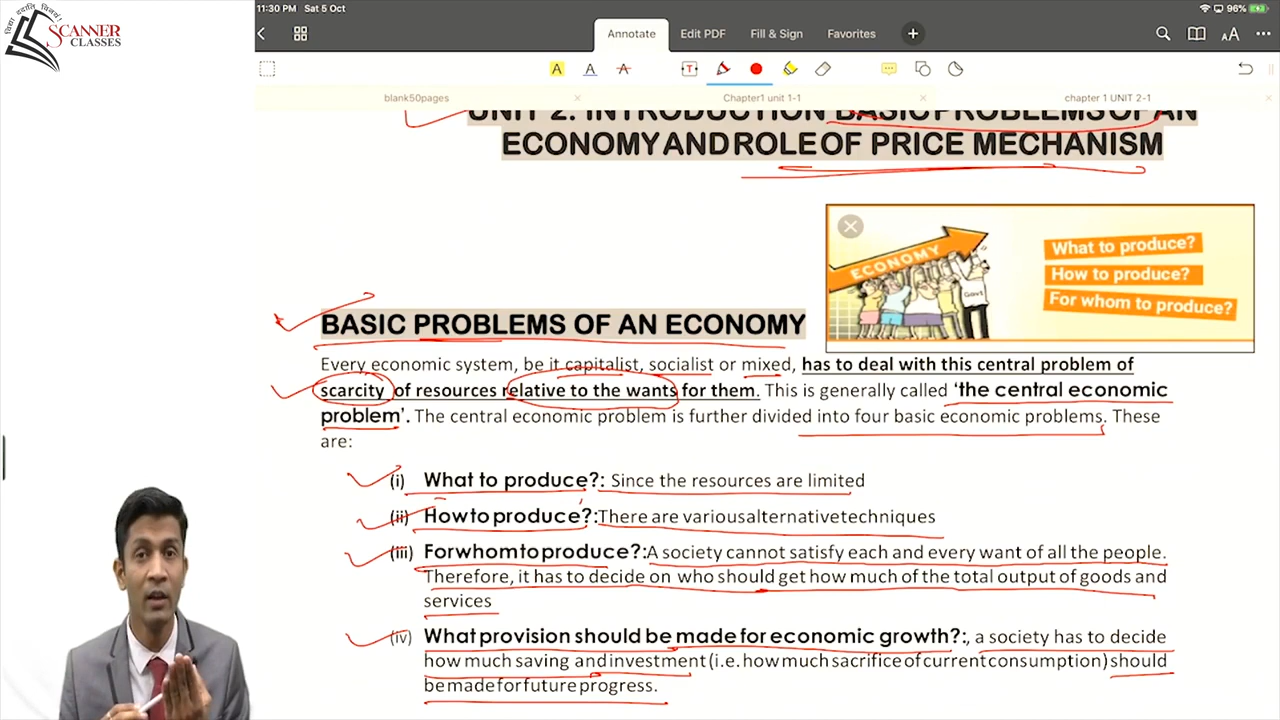 विद्या ददाति विनयं
SCANNER
CLASSES
11:30 PM Sat 5 Oct
96%
Annotate Edit PDF Fill & Sign Favorites
blank50pages Chapter1 unit 1-1 chapter 1 UNIT 2-1
UNIT 2: INTRODUCTION BASIC PROBLEMS OF AN
ECONOMY AND ROLE OF PRICE MECHANISM
ECONOMY
Govt
What to produce?
How to produce?
For whom to produce?
BASIC PROBLEMS OF AN ECONOMY
Every economic system, be it capitalist, socialist or mixed, has to deal with this central problem of
scarcity of resources relative to the wants for them. This is generally called ‘the central economic
problem’. The central economic problem is further divided into four basic economic problems. These
are:
(i) What to produce?: Since the resources are limited
(ii) How to produce?: There are various alternative techniques
(iii) For whom to produce?: A society cannot satisfy each and every want of all the people.
Therefore, it has to decide on who should get how much of the total output of goods and
services
(iv) What provision should be made for economic growth?:, a society has to decide
how much saving and investment (i.e. how much sacrifice of current consumption) should
be made for future progress.